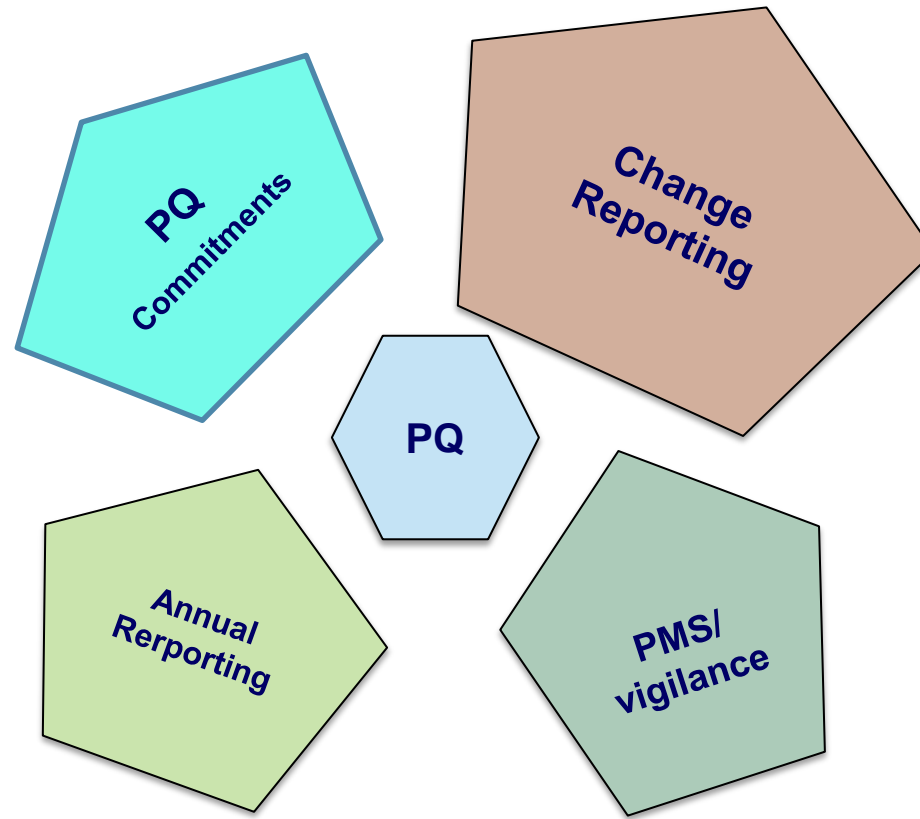 PQ
Commitments
Change
Reporting
PQ
Annual
Rerporting
PMS/
vigilance